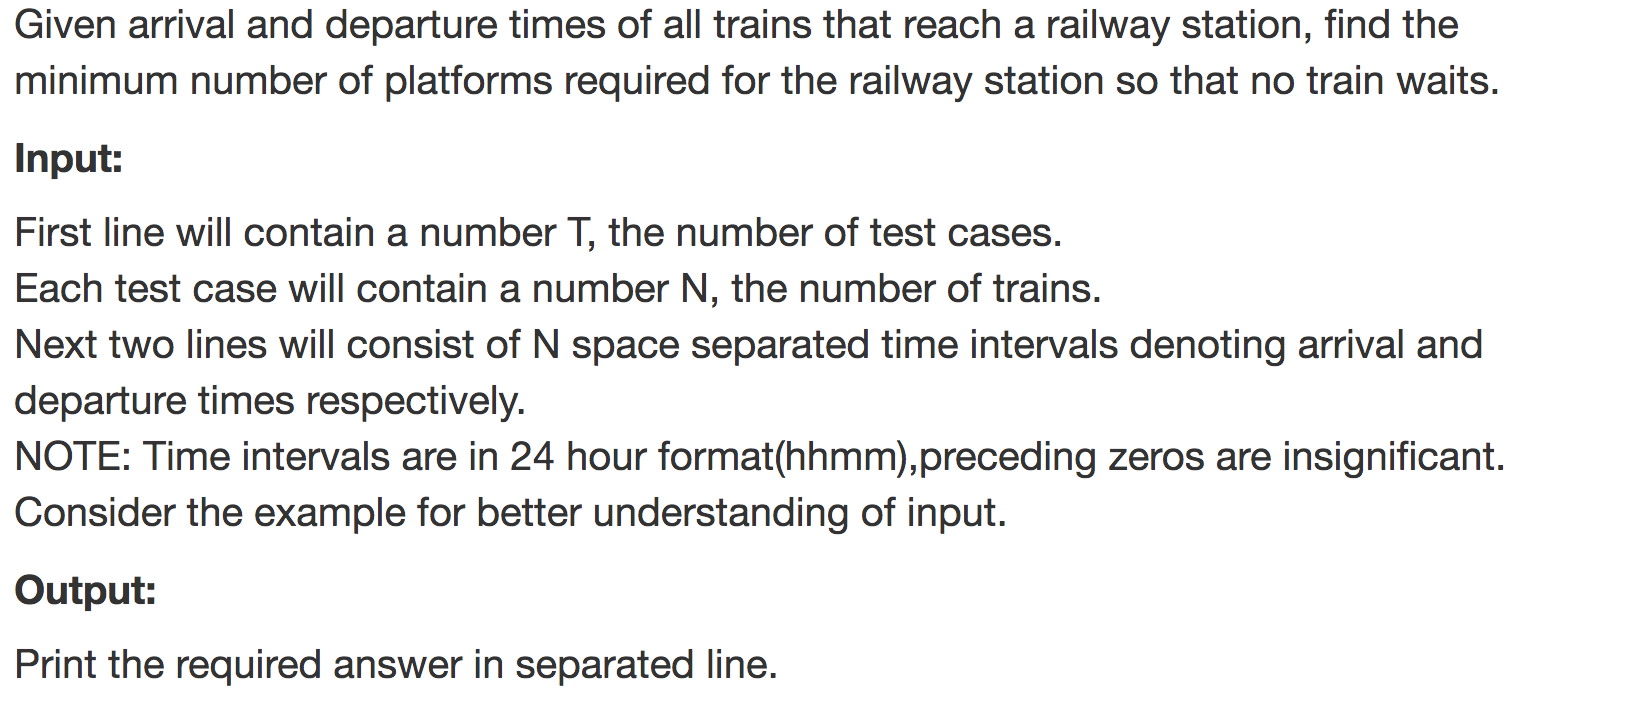 Given arrival and departure times of all trains that reach a railway station, find the
minimum number of platforms required for the railway station so that no train waits.
Input:
First line will contain a number T, the number of test cases.
Each test case will contain a number N, the number of trains.
Next two lines will consist of N space separated time intervals denoting arrival and
departure times respectively.
NOTE: Time intervals are in 24 hour format(hhmm),preceding zeros are insignificant.
Consider the example for better understanding of input.
Output:
Print the required answer in separated line.